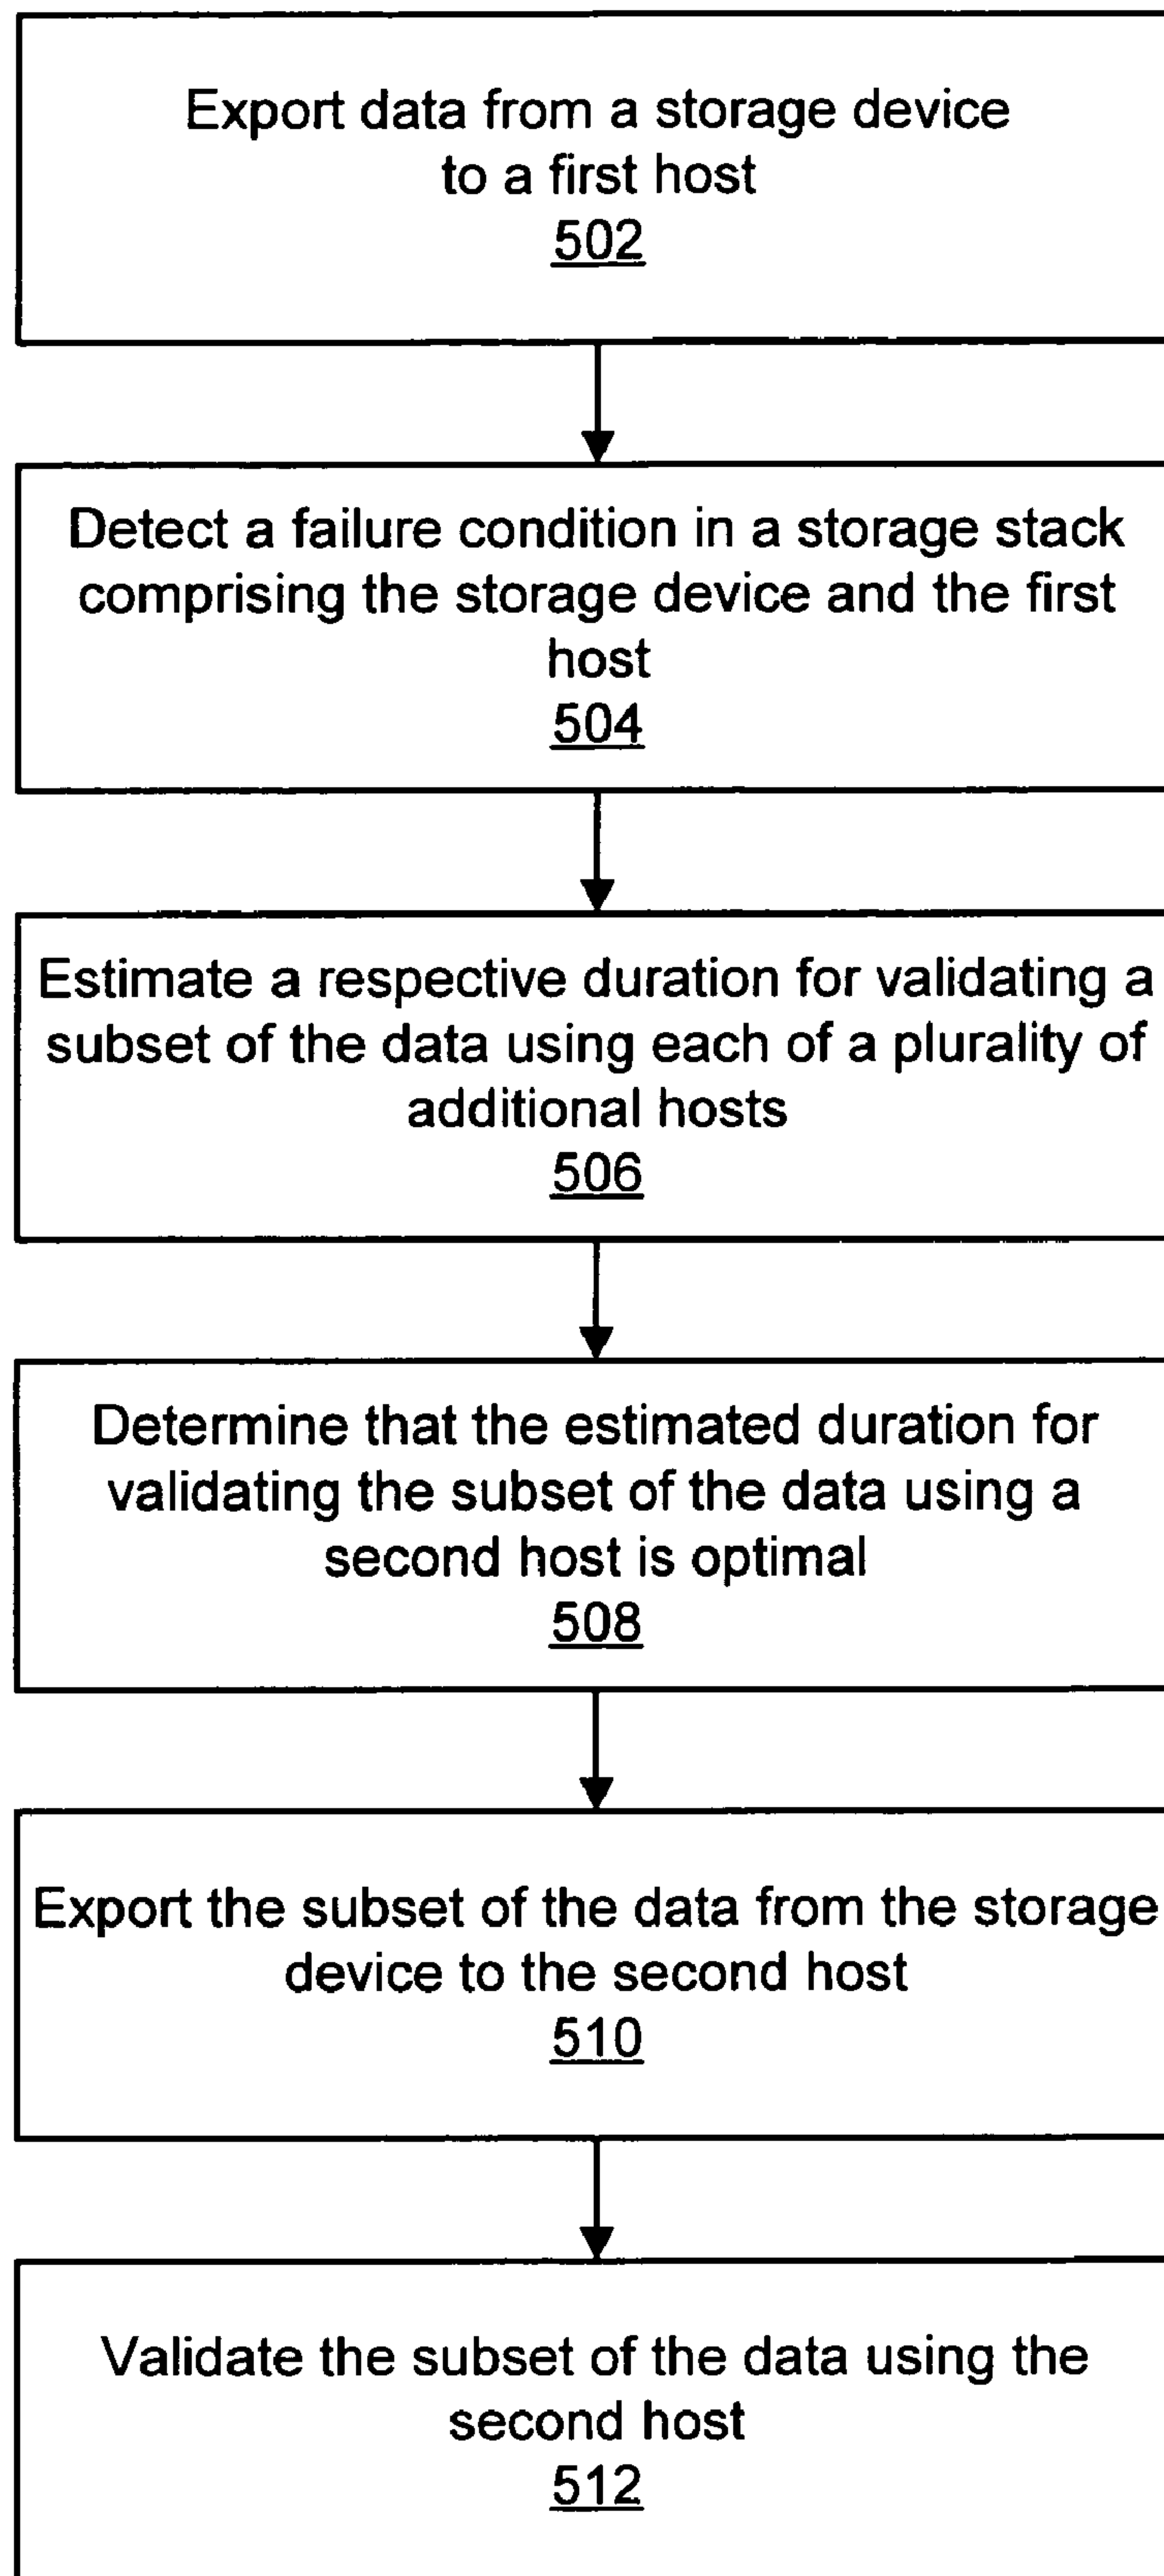 Export data from a storage device
to a first host
502
Detect a failure condition in a storage stack
comprising the storage device and the first
host
504
Estimate a respective duration for validating a
subset of the data using each of a plurality of
additional hosts
506
Determine that the estimated duration for
validating the subset of the data using a
second host is optimal
508
Export the subset of the data from the storage
device to the second host
510
Validate the subset of the data using the
second host
512